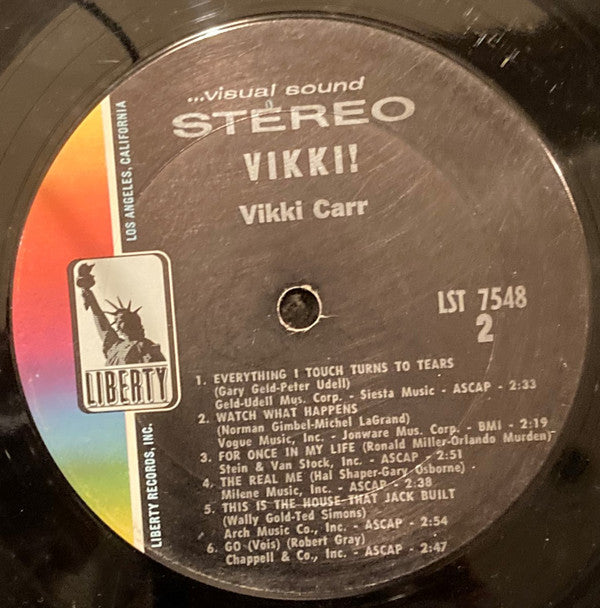 ...visual sound
STEREO
VIKKI!
Vikki Carr
LST 7548
2
1. EVERYTHING I TOUCH TURNS TO TEARS
(Gary Geld-Peter Udell)
Geld-Udell Mus. Corp. - Siesta Music - ASCAP - 2:33
2. WATCH WHAT HAPPENS
(Norman Gimbel-Michel LaGrand)
Vogue Music, Inc. - Jonware Mus. Corp. - BMI - 2:19
3. FOR ONCE IN MY LIFE (Ronald Miller-Orlando Murden)
Stein & Van Stock, Inc. - ASCAP - 2:51
4. THE REAL ME (Hal Shaper-Gary Osborne)
Milene Music, Inc. - ASCAP - 2:38
5. THIS IS THE HOUSE THAT JACK BUILT
(Wally Gold-Ted Simons)
Arch Music Co., Inc. - ASCAP - 2:54
6. GO (Vois) (Robert Gray)
Chappell & Co., Inc. - ASCAP - 2:47
LIBERTY
LIBERTY RECORDS, INC.
LOS ANGELES, CALIFORNIA